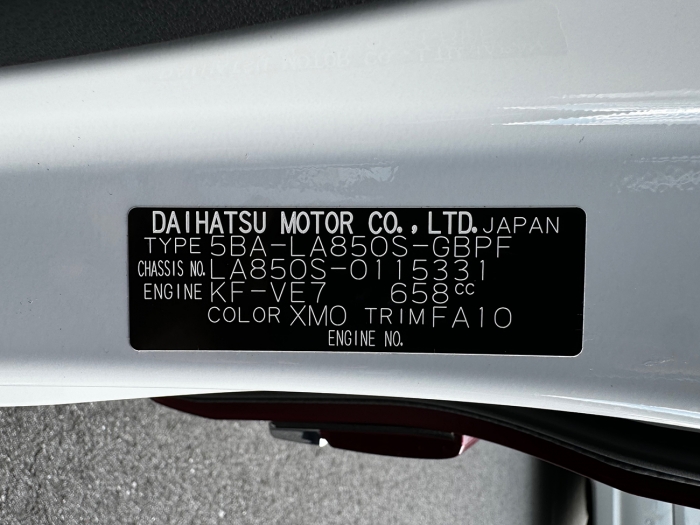 DAIHATSU MOTOR CO., LTD. JAPAN
TYPE 5BA-LA850S-GBPF
CHASSIS NO. LA850S-0115331
ENGINE KF-VE7 658cc
COLOR XM0 TRIM FA10
ENGINE NO.